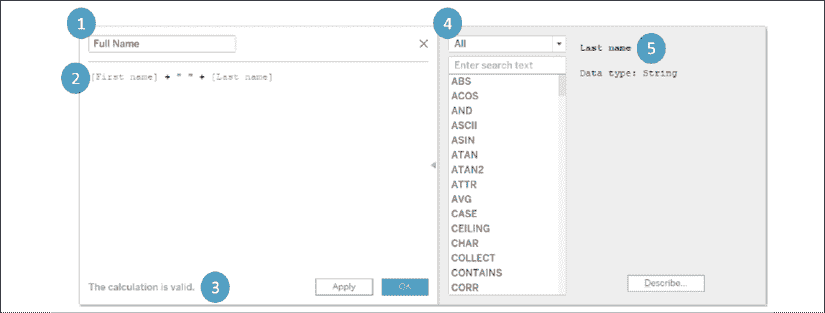 1
Full Name
2
[First name] + " " + [Last name]
The calculation is valid.
3
Apply
OK
4
All
Enter search text
ABS
ACOS
AND
ASCII
ASIN
ATAN
ATAN2
ATTR
AVG
CASE
CEILING
CHAR
COLLECT
CONTAINS
CORR
Last name
5
Data type: String
Describe...